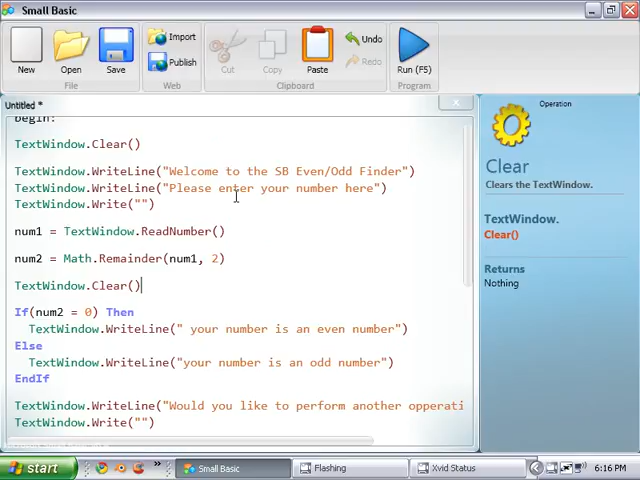 Small Basic
New
Open
Save
File
Import
Publish
Web
Cut
Copy
Paste
Clipboard
Undo
Redo
Run (F5)
Program
Untitled *
x
begin:
TextWindow.Clear()
TextWindow.WriteLine("Welcome to the SB Even/Odd Finder")
TextWindow.WriteLine("Please enter your number here")
TextWindow.Write("")
num1 = TextWindow.ReadNumber()
num2 = Math.Remainder(num1, 2)
TextWindow.Clear()
If(num2 = 0) Then
TextWindow.WriteLine(" your number is an even number")
Else
TextWindow.WriteLine("your number is an odd number")
EndIf
TextWindow.WriteLine("Would you like to perform another opperati
TextWindow.Write("")
Operation
Clear
Clears the TextWindow.
TextWindow.
Clear()
Returns
Nothing
start
Small Basic
Flashing
Xvid Status
6:16 PM